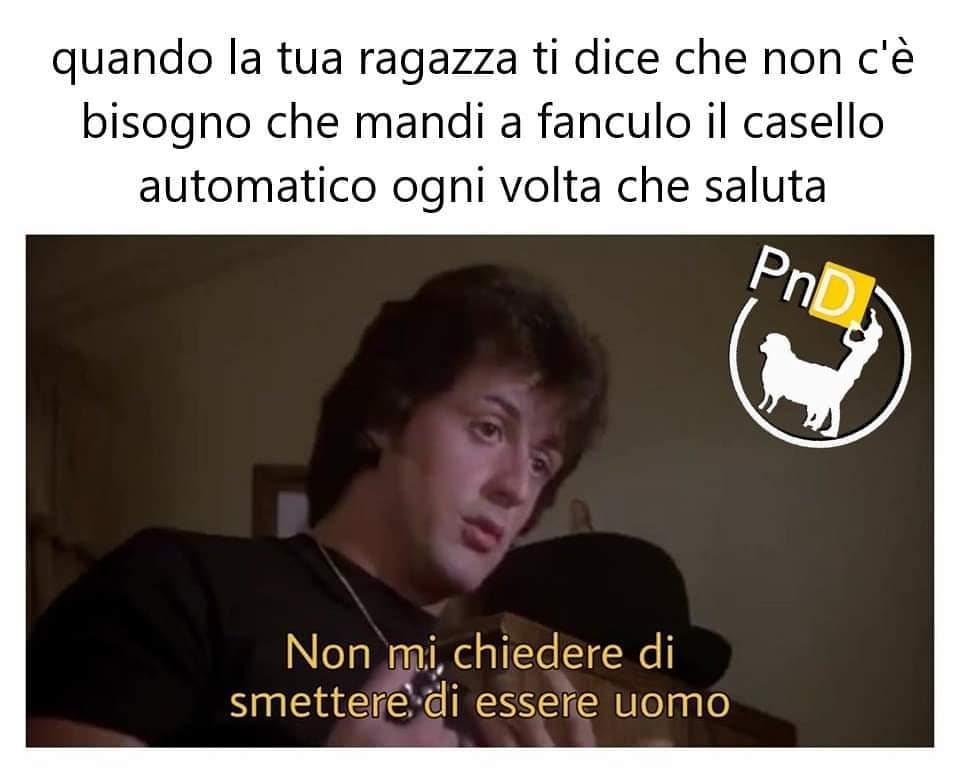 quando la tua ragazza ti dice che non c'è
bisogno che mandi a fanculo il casello
automatico ogni volta che saluta
PnD
Non mi chiedere di
smettere di essere uomo